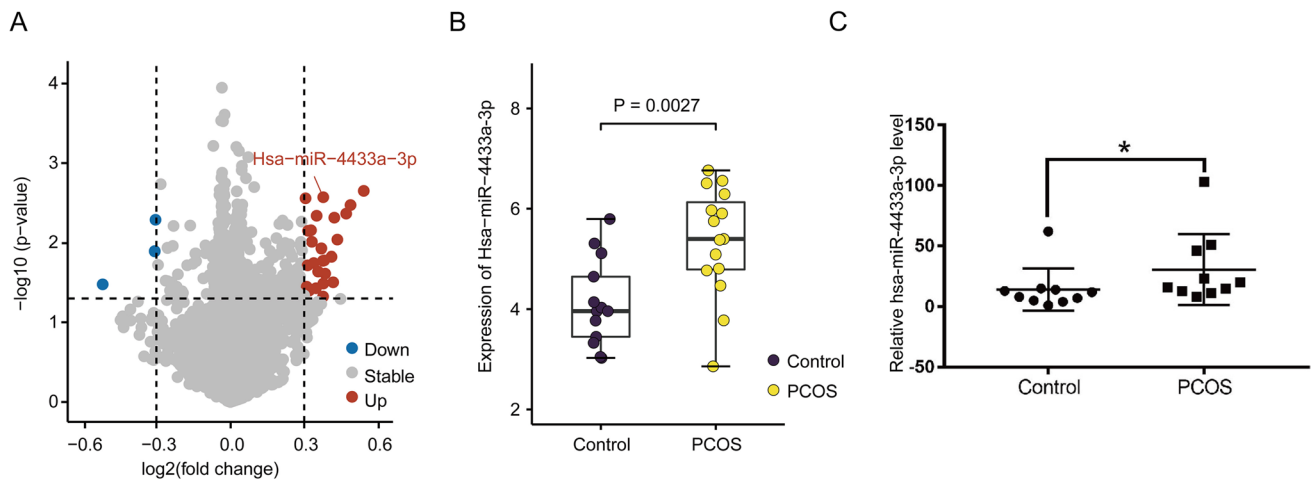 A
−log10 (p−value)
4
3
2
1
0
Hsa−miR−4433a−3p
Down
Stable
Up
−0.6
−0.3
0.0
0.3
0.6
log2(fold change)
B
Expression of Hsa−miR−4433a−3p
8
6
4
2
P = 0.0027
Control
PCOS
Control
PCOS
C
Relative hsa-miR-4433a-3p level
150
100
50
0
-50
*
Control
PCOS